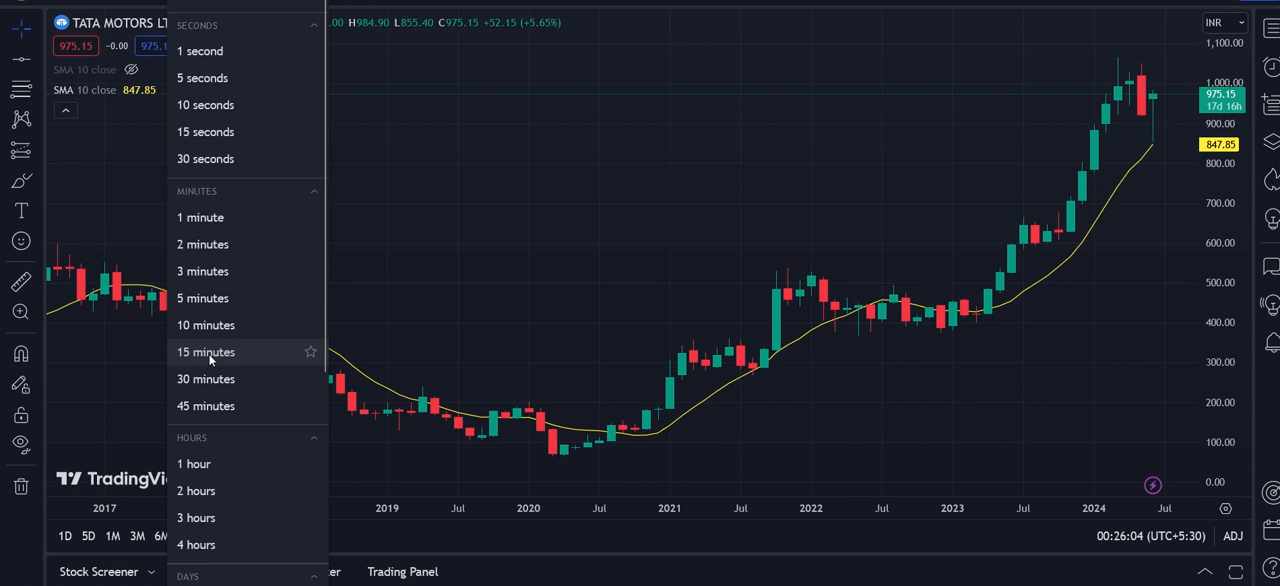 TATA MOTORS LT
.00 H984.90 L855.40 C975.15 +52.15 (+5.65%)
975.15 -0.00 975.1
SMA 10 close
SMA 10 close 847.85
SECONDS
1 second
5 seconds
10 seconds
15 seconds
30 seconds
MINUTES
1 minute
2 minutes
3 minutes
5 minutes
10 minutes
15 minutes
30 minutes
45 minutes
HOURS
1 hour
2 hours
3 hours
4 hours
DAYS
INR
1,100.00
1,000.00
975.15
17d 16h
900.00
847.85
800.00
700.00
600.00
500.00
400.00
300.00
200.00
100.00
0.00
TradingVi
2017 2019 Jul 2020 Jul 2021 Jul 2022 Jul 2023 Jul 2024 Jul
1D 5D 1M 3M 6M
00:26:04 (UTC+5:30) ADJ
Stock Screener er Trading Panel